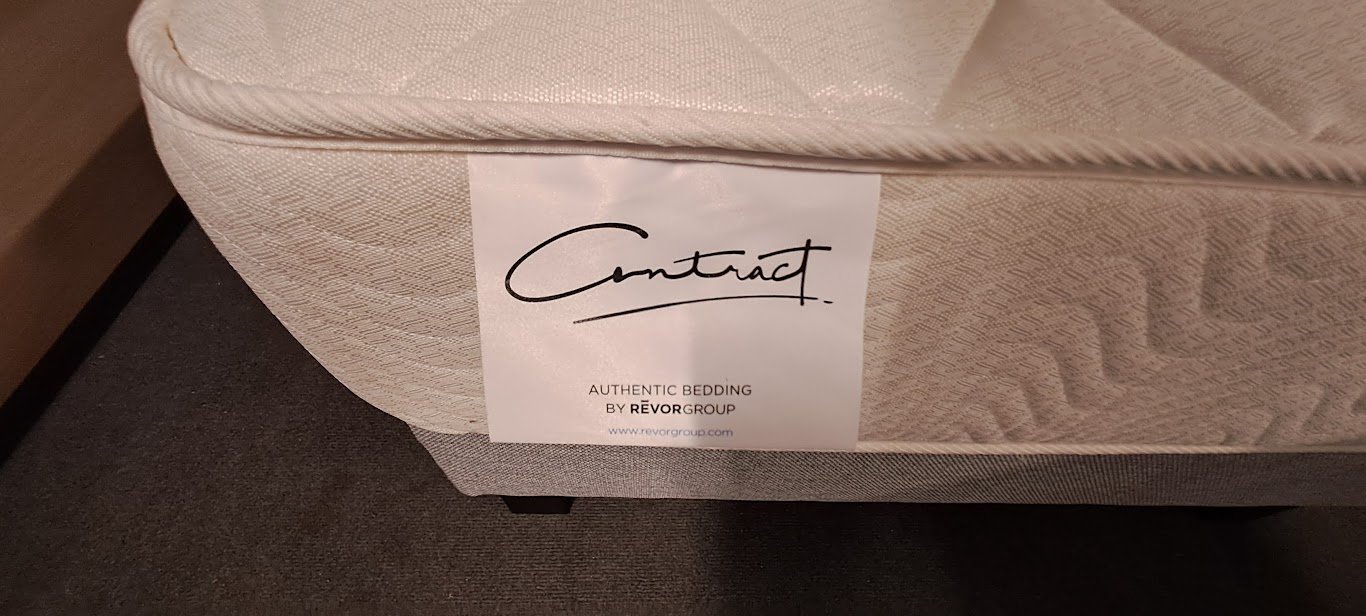 Contract.
AUTHENTIC BEDDING
BY RĒVORGROUP
www.revorgroup.com